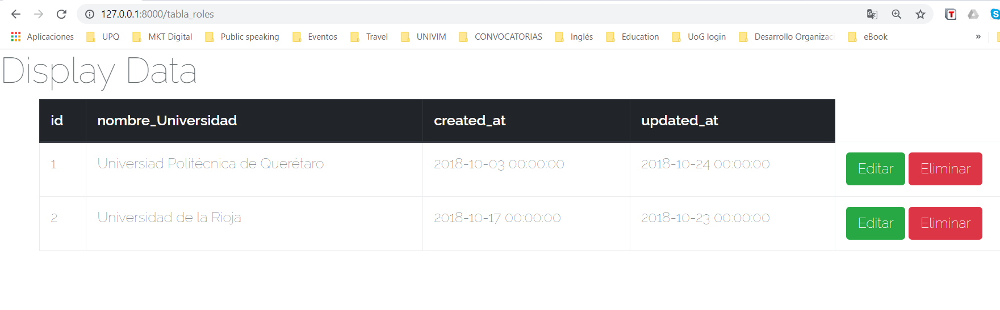 127.0.0.1:8000/tabla_roles
Aplicaciones UPQ MKT Digital Public speaking Eventos Travel UNIVIM CONVOCATORIAS Inglés Education UoG login Desarrollo Organizac eBook »
Display Data
id nombre_Universidad created_at updated_at
1 Universiad Politécnica de Querétaro 2018-10-03 00:00:00 2018-10-24 00:00:00 Editar Eliminar
2 Universidad de la Rioja 2018-10-17 00:00:00 2018-10-23 00:00:00 Editar Eliminar